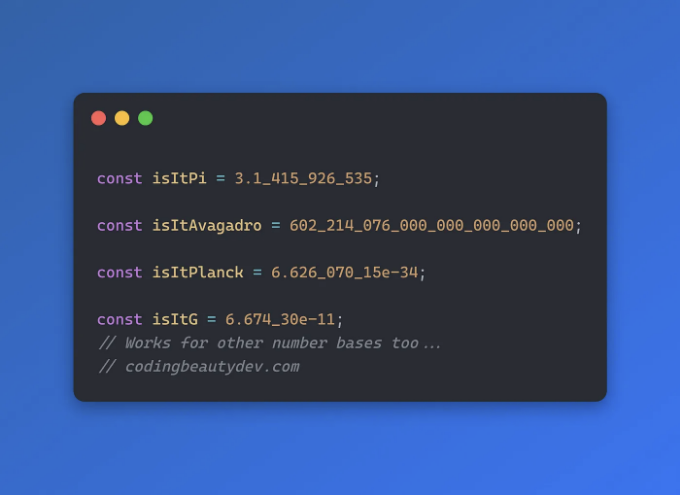 const isItPi = 3.1_415_926_535;
const isItAvagadro = 602_214_076_000_000_000_000_000;
const isItPlanck = 6.626_070_15e-34;
const isItG = 6.674_30e-11;
// Works for other number bases too...
// codingbeautydev.com